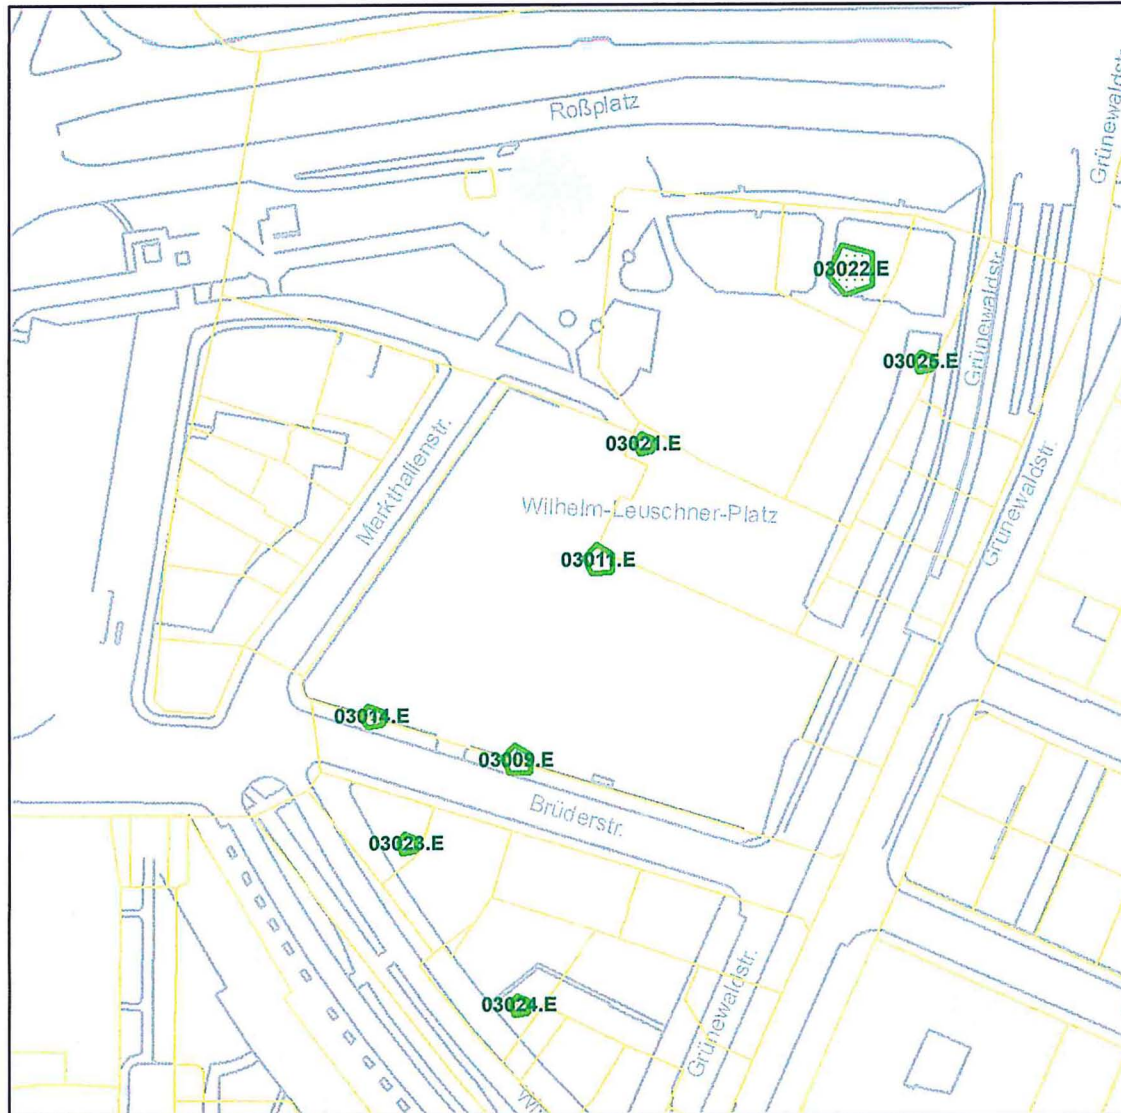 Roßplatz
Grünewaldstr.
03022.E
Grünewaldstr.
03025.E
Markthallenstr.
03021.E
Wilhelm-Leuschner-Platz
Grünewaldstr.
03011.E
03014.E
03009.E
Brüderstr.
03023.E
Grünewaldstr.
03024.E